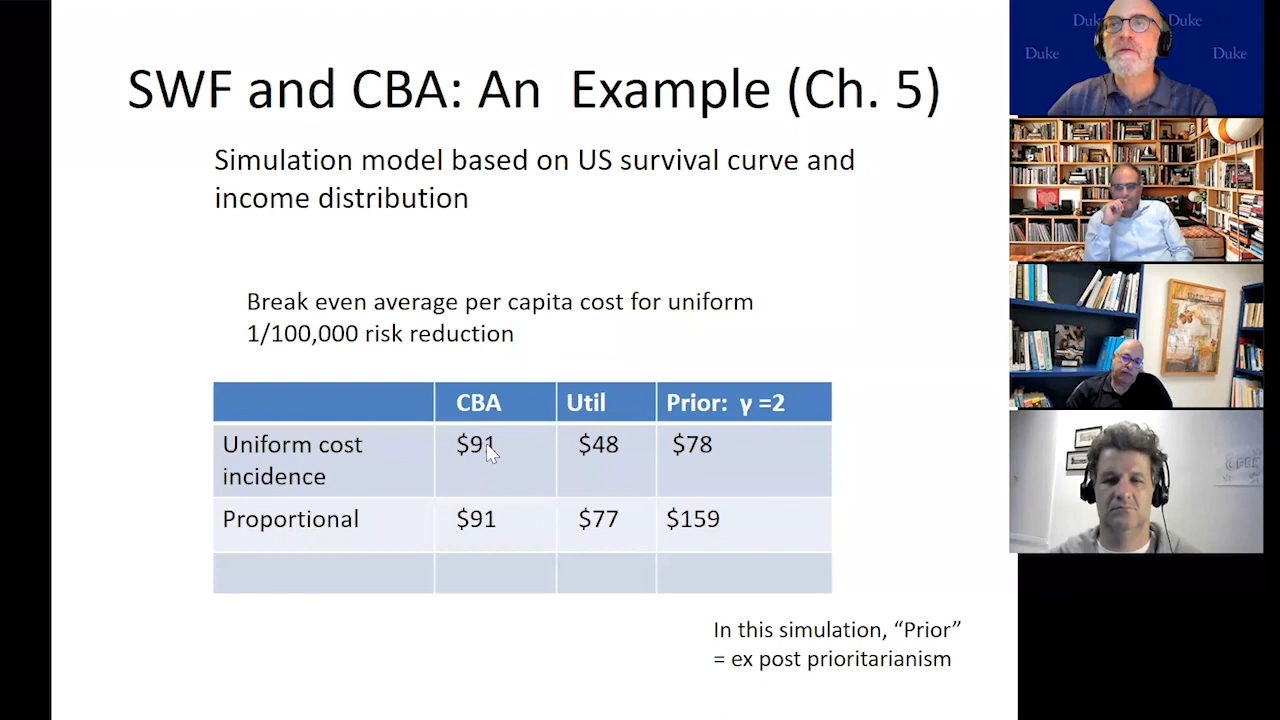 SWF and CBA: An Example (Ch. 5)
Simulation model based on US survival curve and
income distribution
Break even average per capita cost for uniform
1/100,000 risk reduction
CBA Util Prior: γ =2
Uniform cost
incidence
$91 $48 $78
Proportional $91 $77 $159
In this simulation, “Prior”
= ex post prioritarianism
Duke Duke
Duke Duke